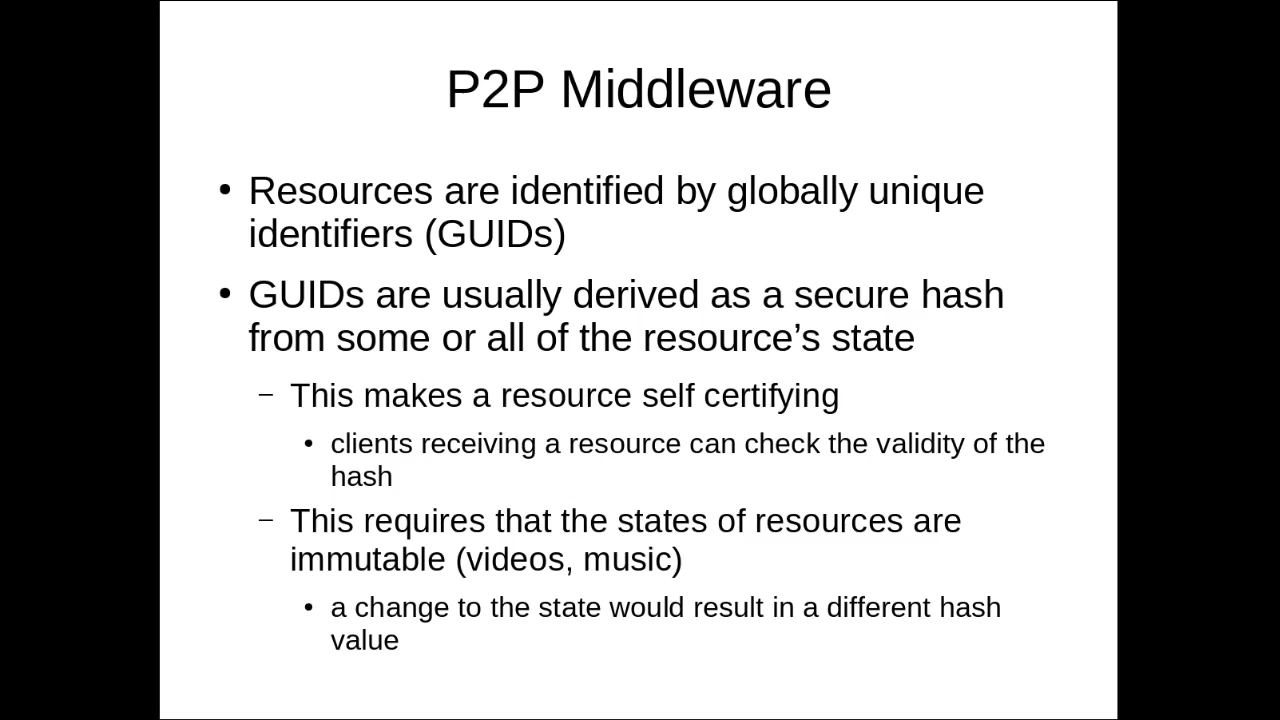 P2P Middleware
• Resources are identified by globally unique
identifiers (GUIDs)
• GUIDs are usually derived as a secure hash
from some or all of the resource’s state
– This makes a resource self certifying
• clients receiving a resource can check the validity of the
hash
– This requires that the states of resources are
immutable (videos, music)
• a change to the state would result in a different hash
value